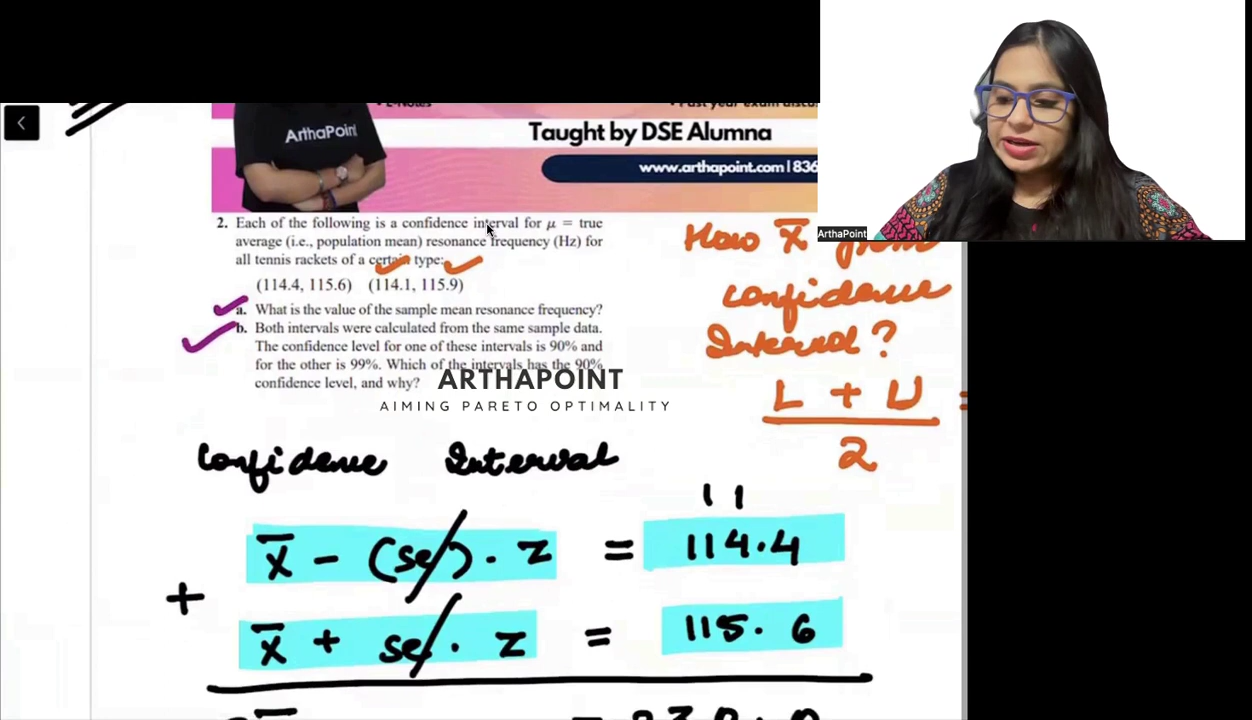 ArthaPoint
Taught by DSE Alumna
www.arthapoint.com | 836
ArthaPoint
2. Each of the following is a confidence interval for μ = true
average (i.e., population mean) resonance frequency (Hz) for
all tennis rackets of a certain type:
(114.4, 115.6) (114.1, 115.9)
a. What is the value of the sample mean resonance frequency?
b. Both intervals were calculated from the same sample data.
The confidence level for one of these intervals is 90% and
for the other is 99%. Which of the intervals has the 90%
confidence level, and why?
ARTHAPOINT
AIMING PARETO OPTIMALITY
How x̅ from
confidence
Interval?
L + U
2
Confidence Interval
x̅ - (se) · z = 114.4
+
x̅ + se · z = 115.6